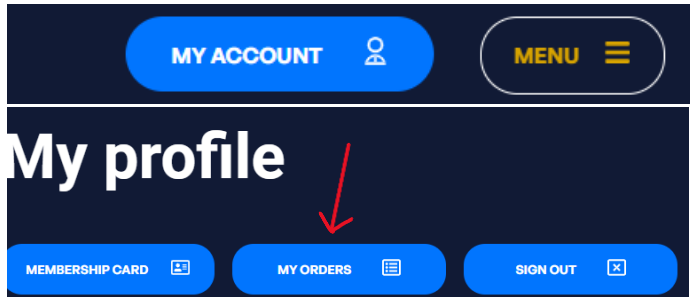 MY ACCOUNT MENU
My profile
MEMBERSHIP CARD MY ORDERS SIGN OUT